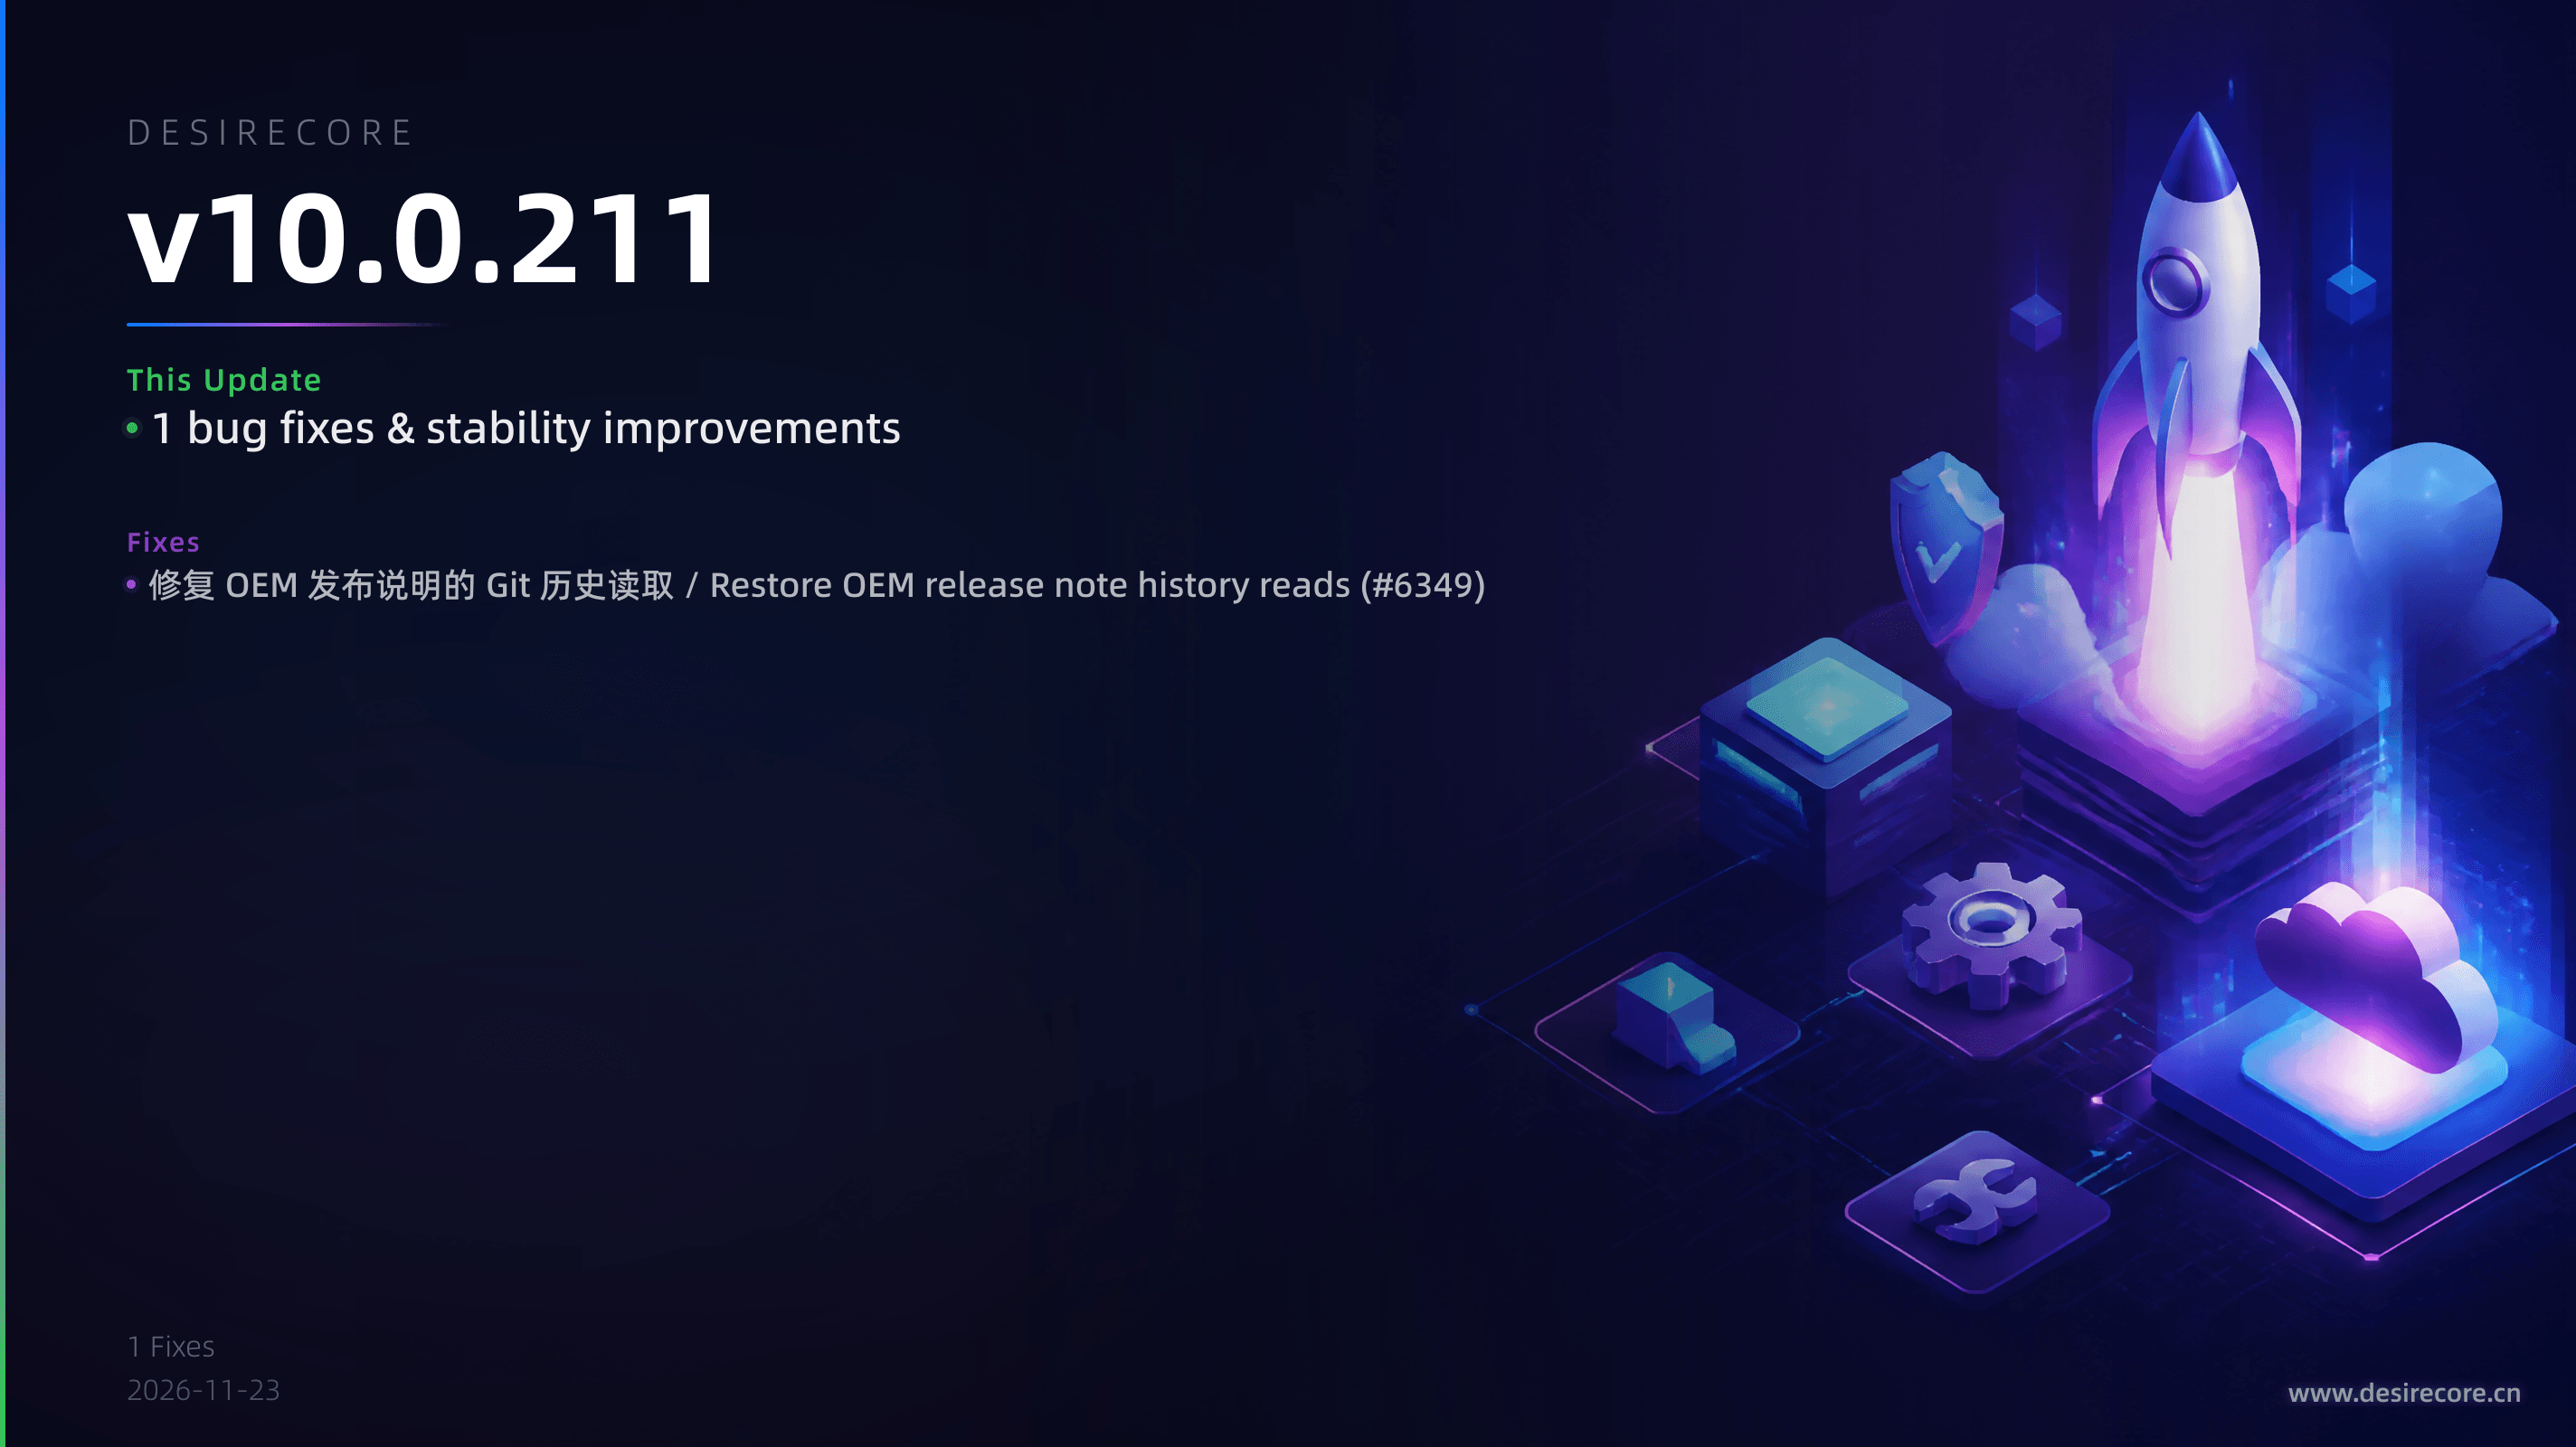 DESIRECORE
v10.0.211
This Update
1 bug fixes & stability improvements
Fixes
修复 OEM 发布说明的 Git 历史读取 / Restore OEM release note history reads (#6349)
1 Fixes
2026-11-23
www.desirecore.cn